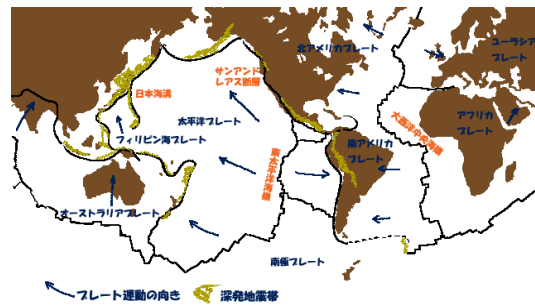 北アメリカプレート
ユーラシア
プレート
サンアンド
レアス断層
日本海溝
太平洋プレート
フィリピン海プレート
大西洋中央海嶺
アフリカ
プレート
南アメリカ
プレート
東太平洋海嶺
オーストラリアプレート
南極プレート
プレート運動の向き
深発地震帯